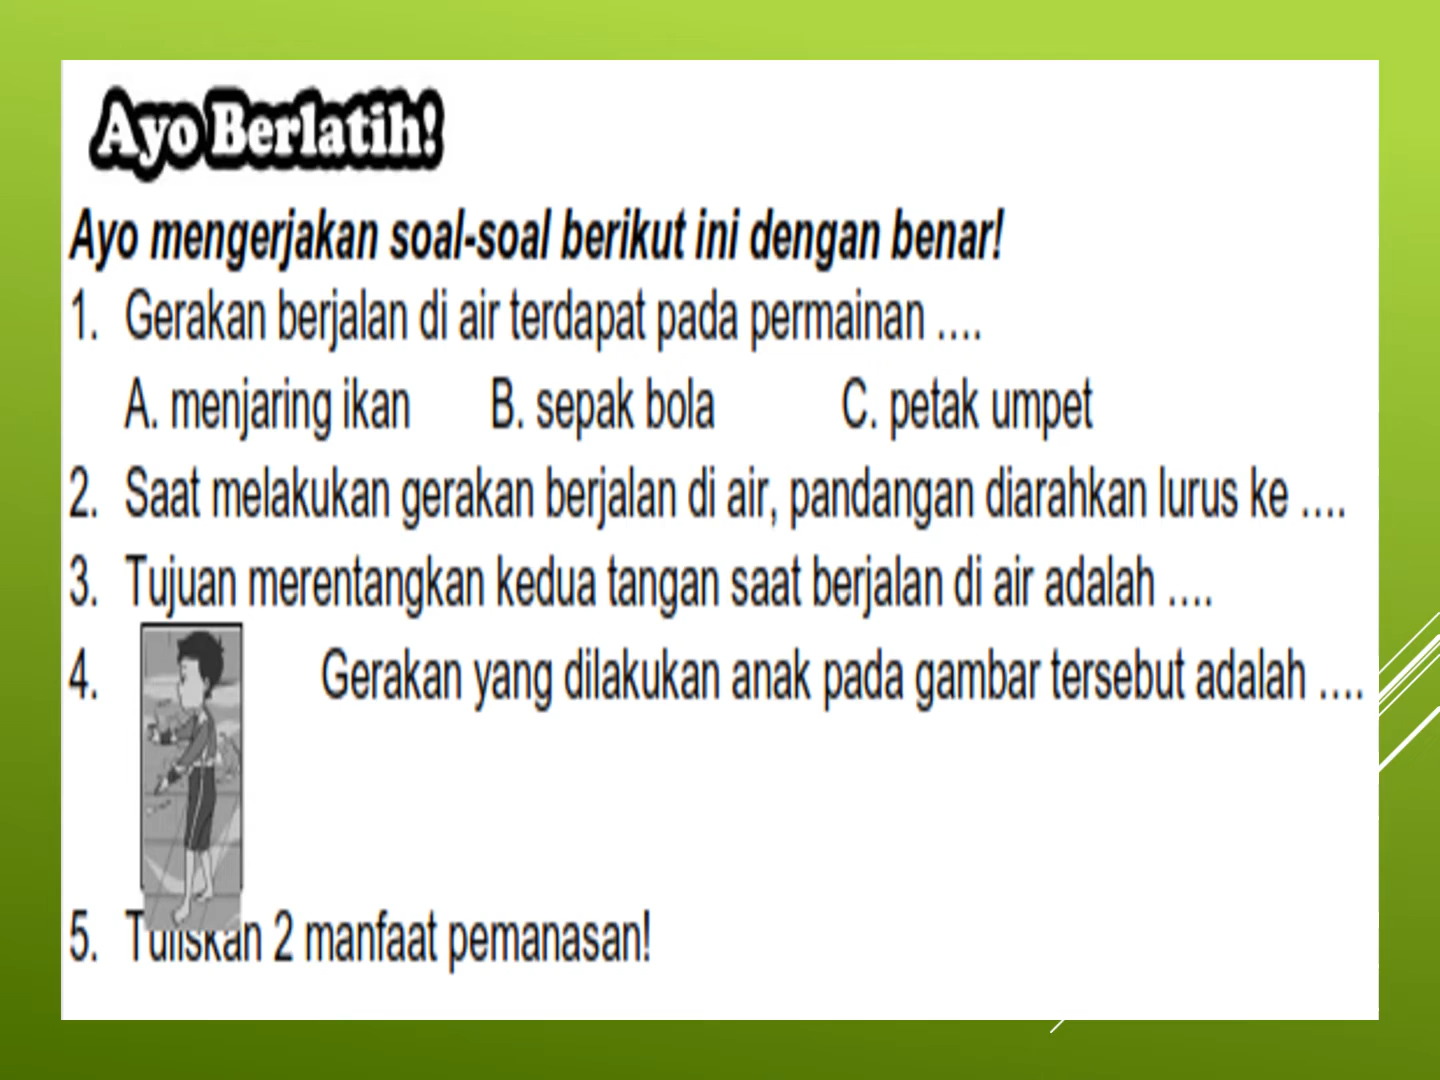 Ayo Berlatih!
Ayo mengerjakan soal-soal berikut ini dengan benar!
1. Gerakan berjalan di air terdapat pada permainan ....
A. menjaring ikan B. sepak bola C. petak umpet
2. Saat melakukan gerakan berjalan di air, pandangan diarahkan lurus ke ....
3. Tujuan merentangkan kedua tangan saat berjalan di air adalah ....
4. Gerakan yang dilakukan anak pada gambar tersebut adalah ....
5. Tuliskan 2 manfaat pemanasan!